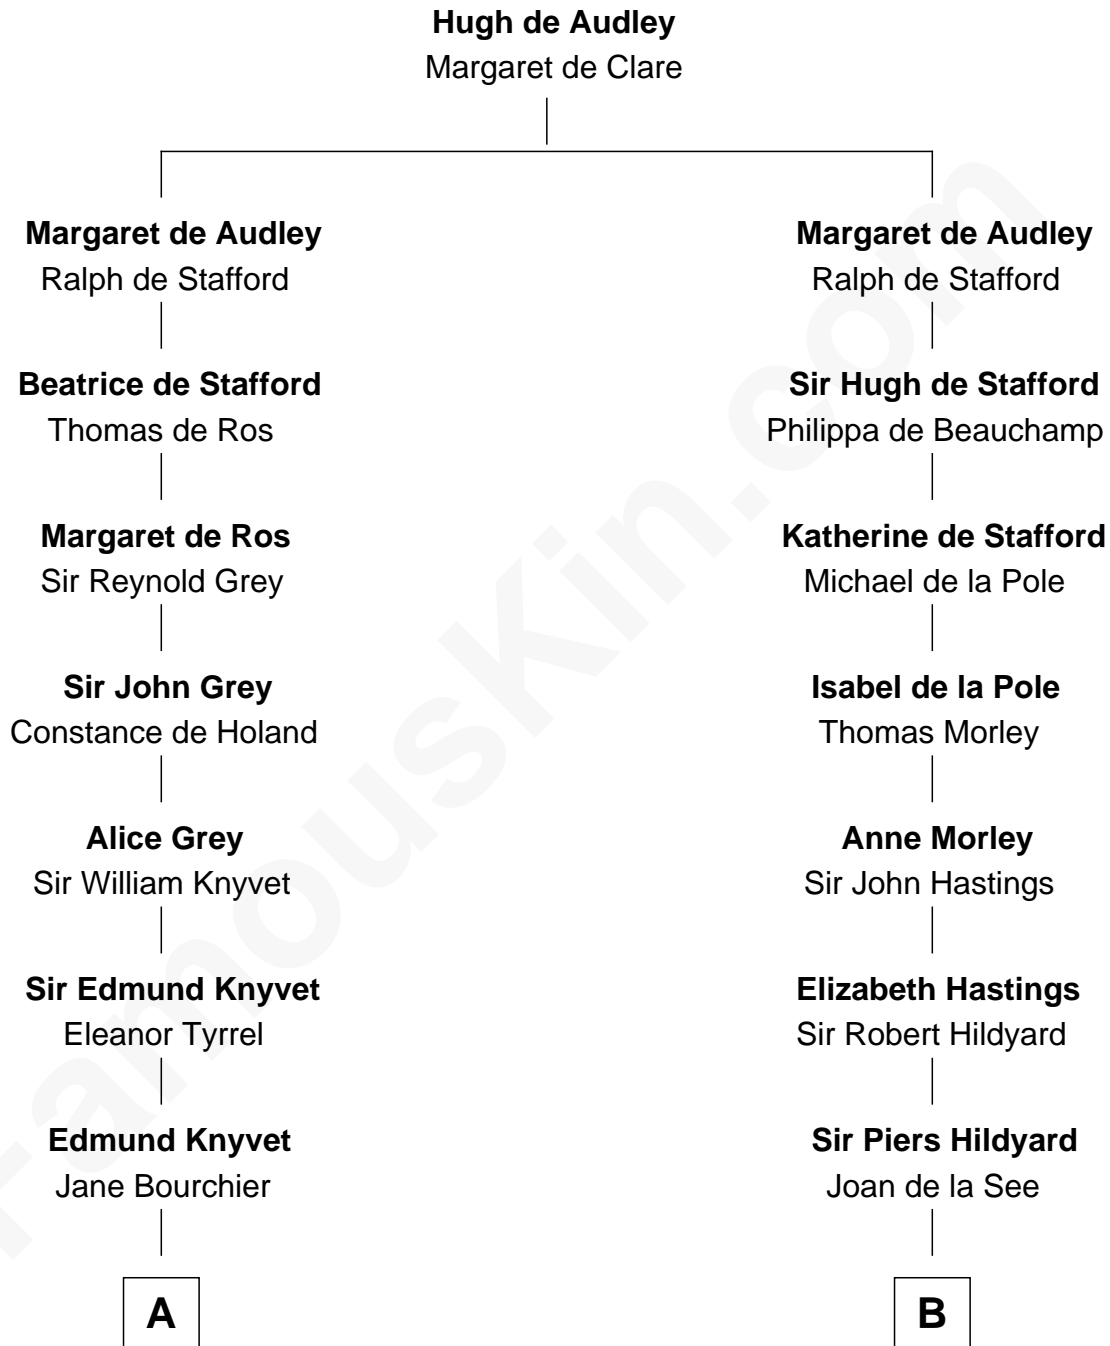 Hugh de Audley
Margaret de Clare
Margaret de Audley
Ralph de Stafford
Margaret de Audley
Ralph de Stafford
Beatrice de Stafford
Thomas de Ros
Sir Hugh de Stafford
Philippa de Beauchamp
Margaret de Ros
Sir Reynold Grey
Katherine de Stafford
Michael de la Pole
Sir John Grey
Constance de Holand
Isabel de la Pole
Thomas Morley
Alice Grey
Sir William Knyvet
Anne Morley
Sir John Hastings
Sir Edmund Knyvet
Eleanor Tyrrel
Elizabeth Hastings
Sir Robert Hildyard
Edmund Knyvet
Jane Bourchier
Sir Piers Hildyard
Joan de la See
A
B
FamousKin.com